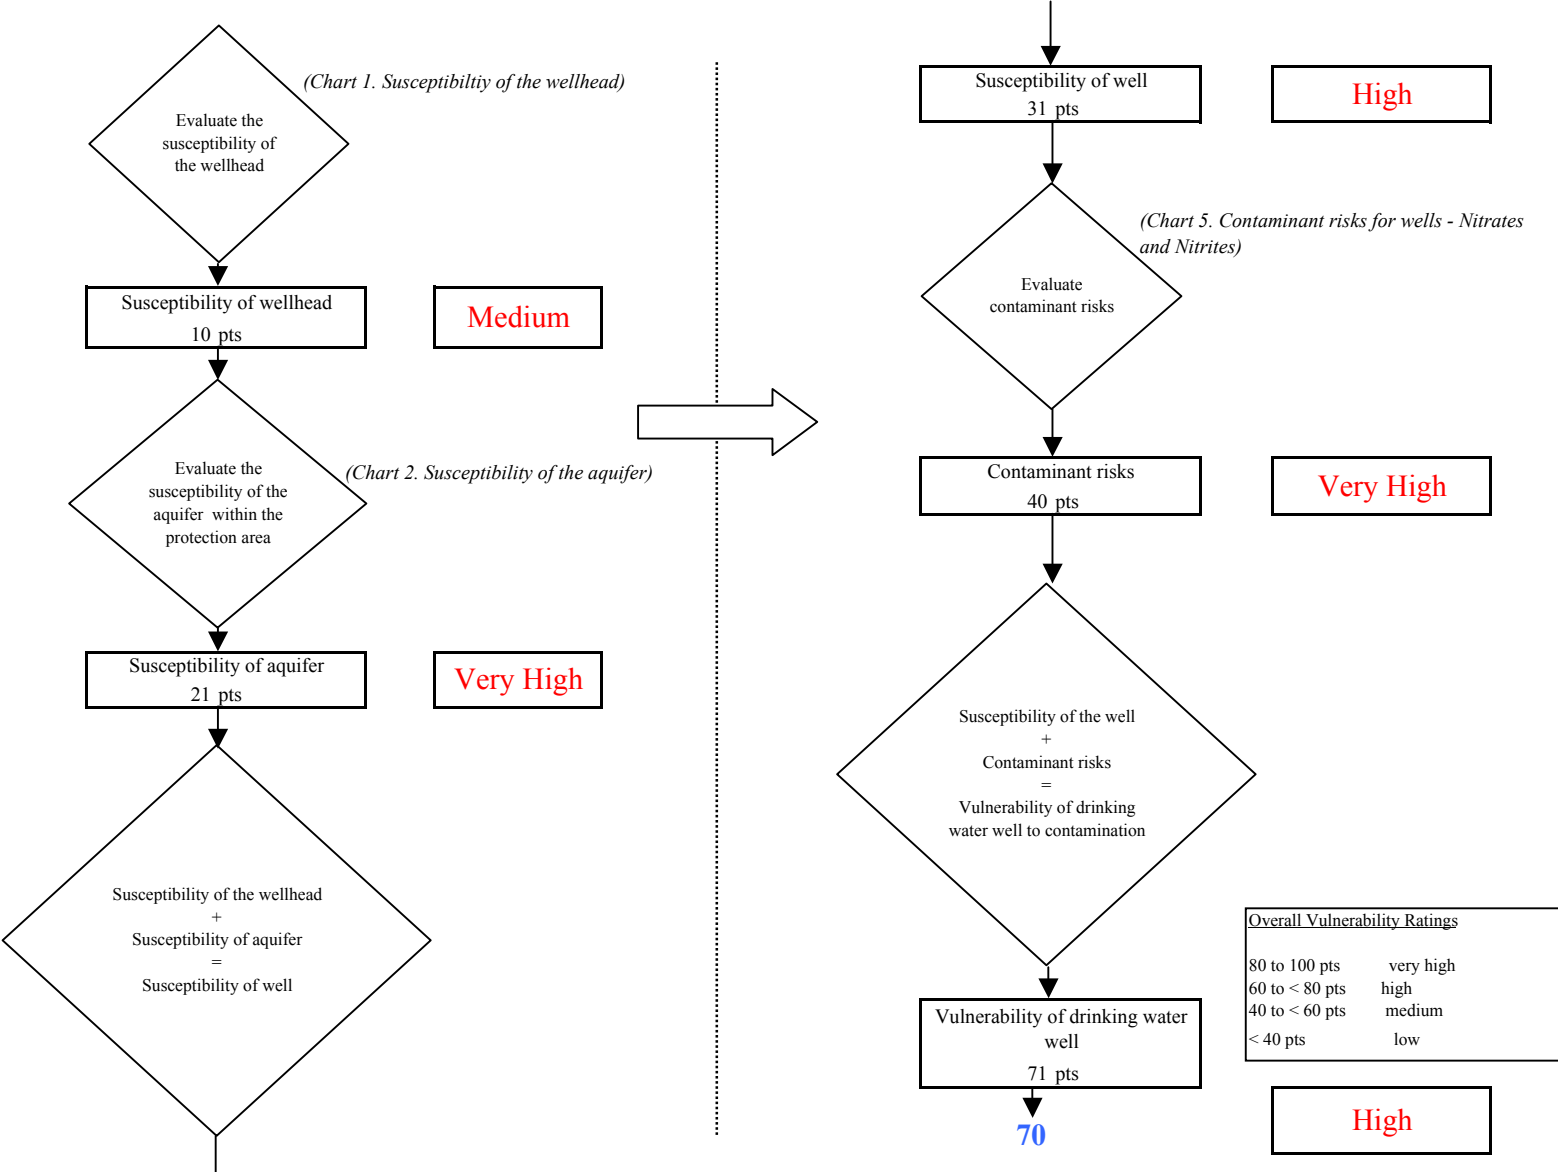 (Chart 1. Susceptibiltiy of the wellhead)
Evaluate the
susceptibility of
the wellhead
Susceptibility of wellhead
10 pts
Medium
(Chart 2. Susceptibility of the aquifer)
Evaluate the
susceptibility of the
aquifer within the
protection area
Susceptibility of aquifer
21 pts
Very High
Susceptibility of the wellhead
+
Susceptibility of aquifer
=
Susceptibility of well
Susceptibility of well
31 pts
High
(Chart 5. Contaminant risks for wells - Nitrates
and Nitrites)
Evaluate
contaminant risks
Contaminant risks
40 pts
Very High
Susceptibility of the well
+
Contaminant risks
=
Vulnerability of drinking
water well to contamination
Overall Vulnerability Ratings
80 to 100 pts very high
60 to < 80 pts high
40 to < 60 pts medium
< 40 pts low
Vulnerability of drinking water
well
71 pts
70
High